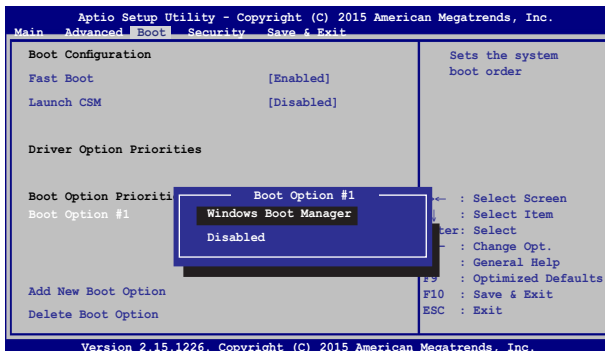 Aptio Setup Utility - Copyright (C) 2015 American Megatrends, Inc.
Main Advanced Boot Security Save & Exit
Boot Configuration
Fast Boot [Enabled]
Launch CSM [Disabled]
Driver Option Priorities
Boot Option Prioriti
Boot Option #1
Add New Boot Option
Delete Boot Option
Boot Option #1
Windows Boot Manager
Disabled
Sets the system
boot order
: Select Screen
: Select Item
ter: Select
: Change Opt.
: General Help
F9 : Optimized Defaults
F10 : Save & Exit
ESC : Exit
Version 2.15.1226. Copyright (C) 2015 American Megatrends, Inc.